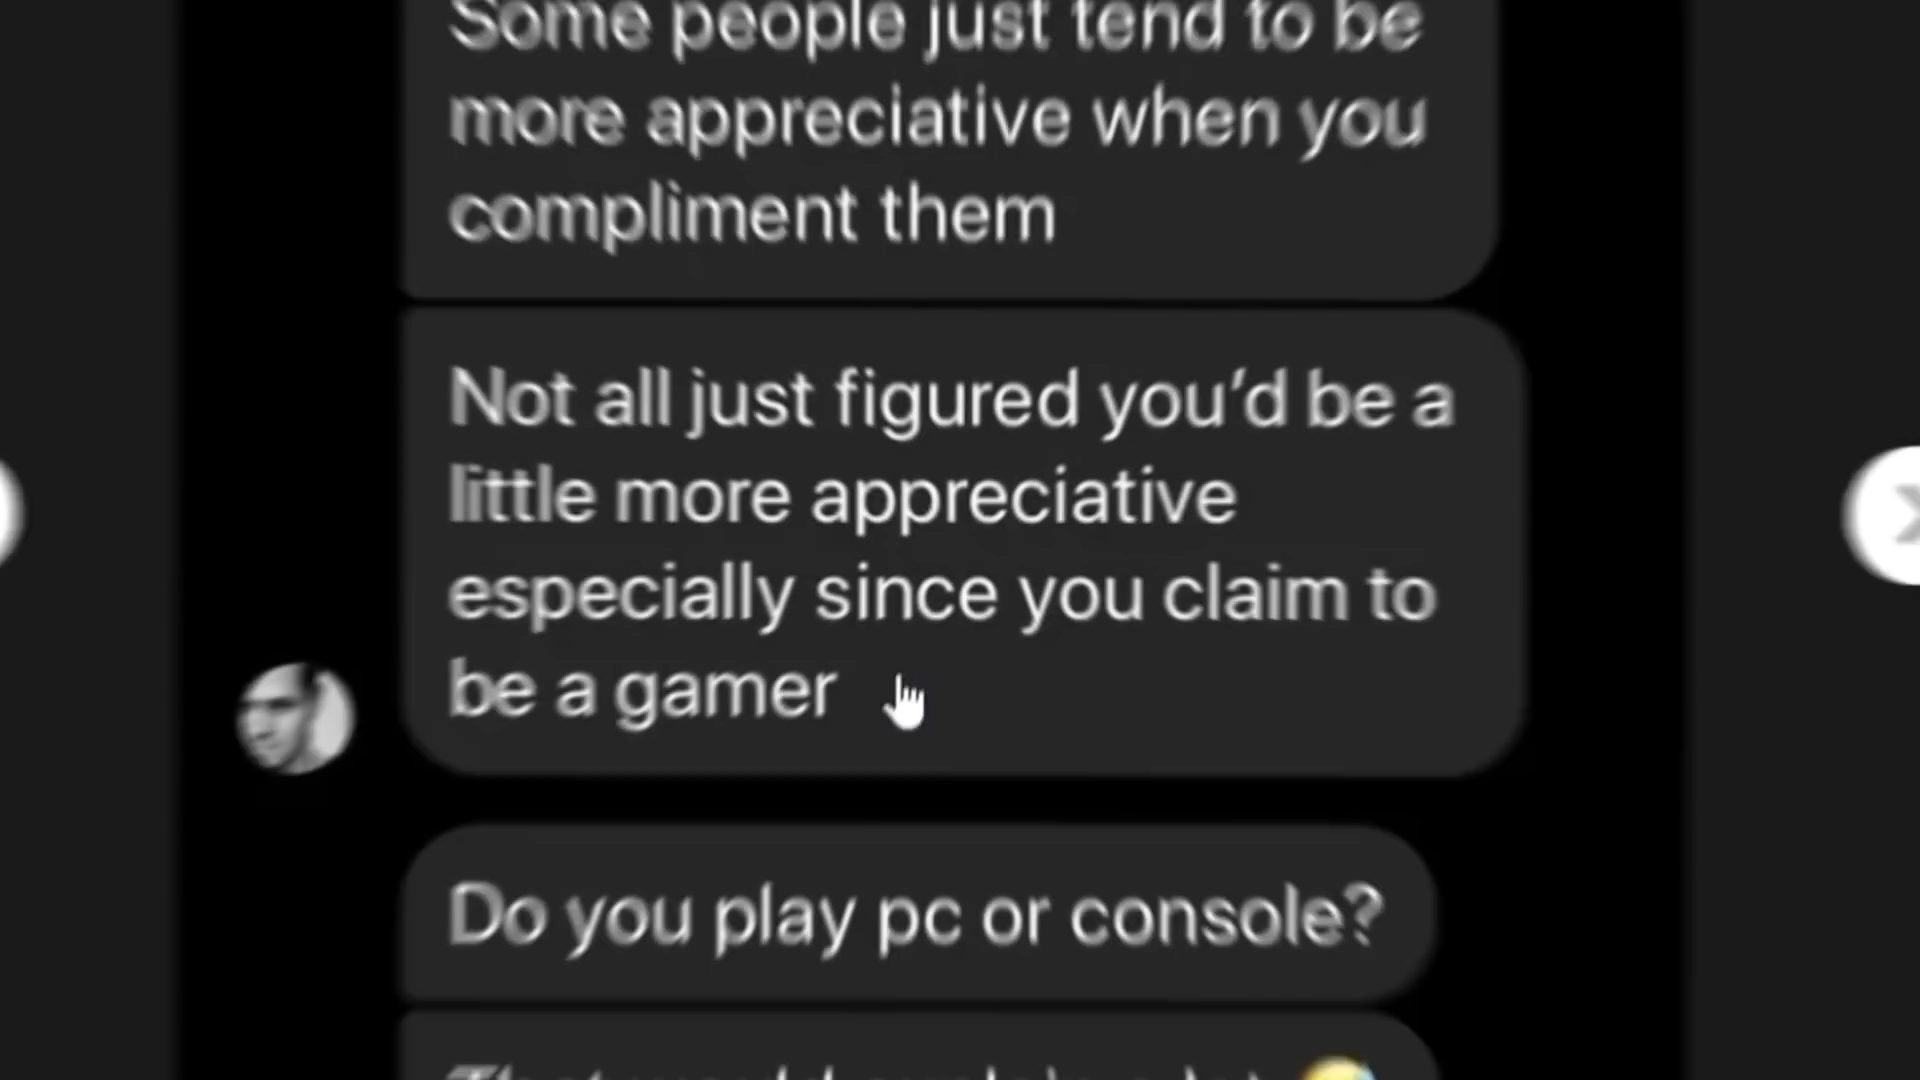 Some people just tend to be
more appreciative when you
compliment them
Not all just figured you’d be a
little more appreciative
especially since you claim to
be a gamer
Do you play pc or console?